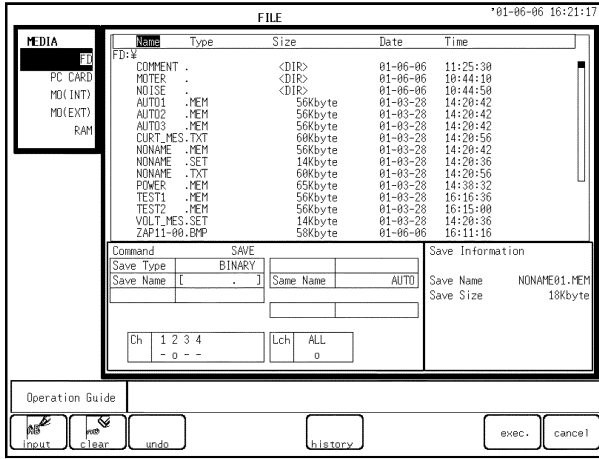 FILE '01-06-06 16:21:17
MEDIA
FD
PC CARD
MO(INT)
MO(EXT)
RAM
Name Type Size Date Time
FD:¥
COMMENT . <DIR> 01-06-06 11:25:30
MOTER . <DIR> 01-06-06 10:44:10
NOISE . <DIR> 01-06-06 10:44:50
AUTO1 .MEM 56Kbyte 01-03-28 14:20:42
AUTO2 .MEM 56Kbyte 01-03-28 14:20:42
AUTO3 .MEM 56Kbyte 01-03-28 14:20:42
CURT_MES.TXT 60Kbyte 01-03-28 14:20:56
NONAME .MEM 56Kbyte 01-03-28 14:20:42
NONAME .SET 14Kbyte 01-03-28 14:20:36
NONAME .TXT 60Kbyte 01-03-28 14:20:56
POWER .MEM 65Kbyte 01-03-28 14:38:32
TEST1 .MEM 56Kbyte 01-03-28 16:16:36
TEST2 .MEM 56Kbyte 01-03-28 16:15:00
VOLT_MES.SET 14Kbyte 01-03-28 14:20:36
ZAP11-00.BMP 58Kbyte 01-06-06 16:11:16
Command SAVE
Save Type BINARY
Save Name [ . ] Same Name AUTO
Ch 1 2 3 4 Lch ALL
- o - - o
Save Information
Save Name NONAME01.MEM
Save Size 18Kbyte
Operation Guide
input clear undo history exec. cancel